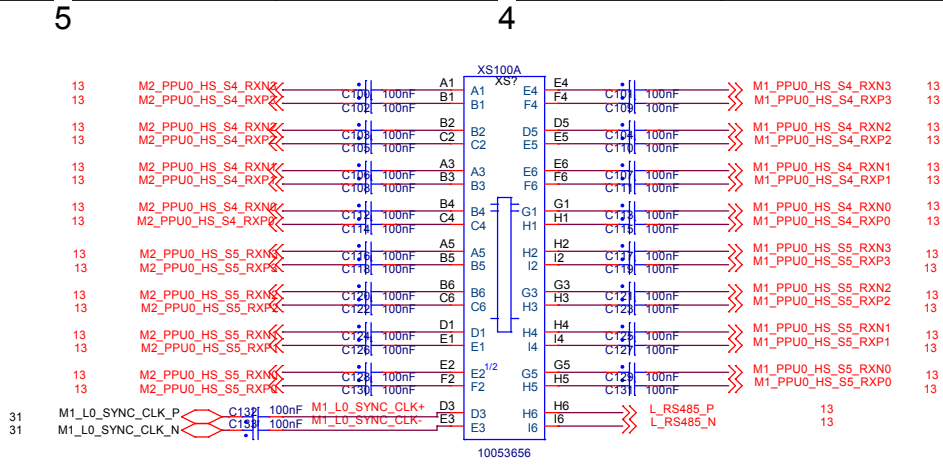 5 4
XS100A
XS?
13 M2_PPU0_HS_S4_RXN3 C100 100nF A1 A1 E4 E4 C101 100nF M1_PPU0_HS_S4_RXN3 13
13 M2_PPU0_HS_S4_RXP3 C102 100nF B1 B1 F4 F4 C109 100nF M1_PPU0_HS_S4_RXP3 13
13 M2_PPU0_HS_S4_RXN2 C103 100nF B2 B2 D5 D5 C104 100nF M1_PPU0_HS_S4_RXN2 13
13 M2_PPU0_HS_S4_RXP2 C105 100nF C2 C2 E5 E5 C110 100nF M1_PPU0_HS_S4_RXP2 13
13 M2_PPU0_HS_S4_RXN1 C106 100nF A3 A3 E6 E6 C107 100nF M1_PPU0_HS_S4_RXN1 13
13 M2_PPU0_HS_S4_RXP1 C108 100nF B3 B3 F6 F6 C111 100nF M1_PPU0_HS_S4_RXP1 13
13 M2_PPU0_HS_S4_RXN0 C112 100nF B4 B4 G1 G1 C113 100nF M1_PPU0_HS_S4_RXN0 13
13 M2_PPU0_HS_S4_RXP0 C114 100nF C4 C4 H1 H1 C115 100nF M1_PPU0_HS_S4_RXP0 13
13 M2_PPU0_HS_S5_RXN3 C116 100nF A5 A5 H2 H2 C117 100nF M1_PPU0_HS_S5_RXN3 13
13 M2_PPU0_HS_S5_RXP3 C118 100nF B5 B5 I2 I2 C119 100nF M1_PPU0_HS_S5_RXP3 13
13 M2_PPU0_HS_S5_RXN2 C120 100nF B6 B6 G3 G3 C121 100nF M1_PPU0_HS_S5_RXN2 13
13 M2_PPU0_HS_S5_RXP2 C122 100nF C6 C6 H3 H3 C123 100nF M1_PPU0_HS_S5_RXP2 13
13 M2_PPU0_HS_S5_RXN1 C124 100nF D1 D1 H4 H4 C125 100nF M1_PPU0_HS_S5_RXN1 13
13 M2_PPU0_HS_S5_RXP1 C126 100nF E1 E1 I4 I4 C127 100nF M1_PPU0_HS_S5_RXP1 13
13 M2_PPU0_HS_S5_RXN0 C128 100nF E2 E2 1/2 G5 G5 C129 100nF M1_PPU0_HS_S5_RXN0 13
13 M2_PPU0_HS_S5_RXP0 C130 100nF F2 F2 H5 H5 C131 100nF M1_PPU0_HS_S5_RXP0 13
31 M1_L0_SYNC_CLK_P C132 100nF M1_L0_SYNC_CLK+ D3 D3 H6 H6 L_RS485_P 13
31 M1_L0_SYNC_CLK_N C133 100nF M1_L0_SYNC_CLK- E3 E3 I6 I6 L_RS485_N 13
10053656